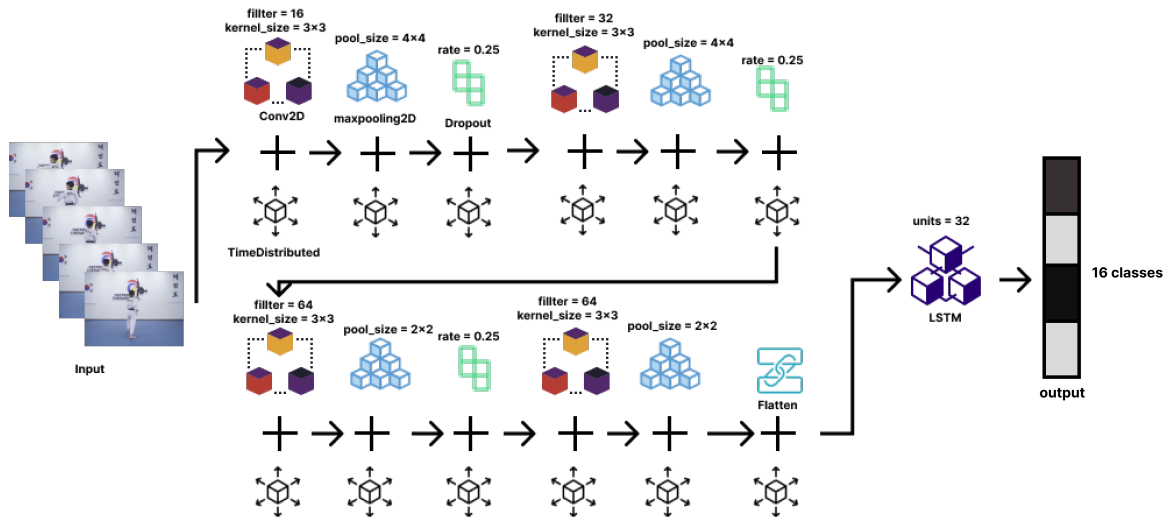 fillter = 16
kernel_size = 3×3
pool_size = 4×4
rate = 0.25
Conv2D
maxpooling2D
Dropout
fillter = 32
kernel_size = 3×3
pool_size = 4×4
rate = 0.25
TimeDistributed
Input
fillter = 64
kernel_size = 3×3
pool_size = 2×2
rate = 0.25
fillter = 64
kernel_size = 3×3
pool_size = 2×2
Flatten
units = 32
LSTM
16 classes
output